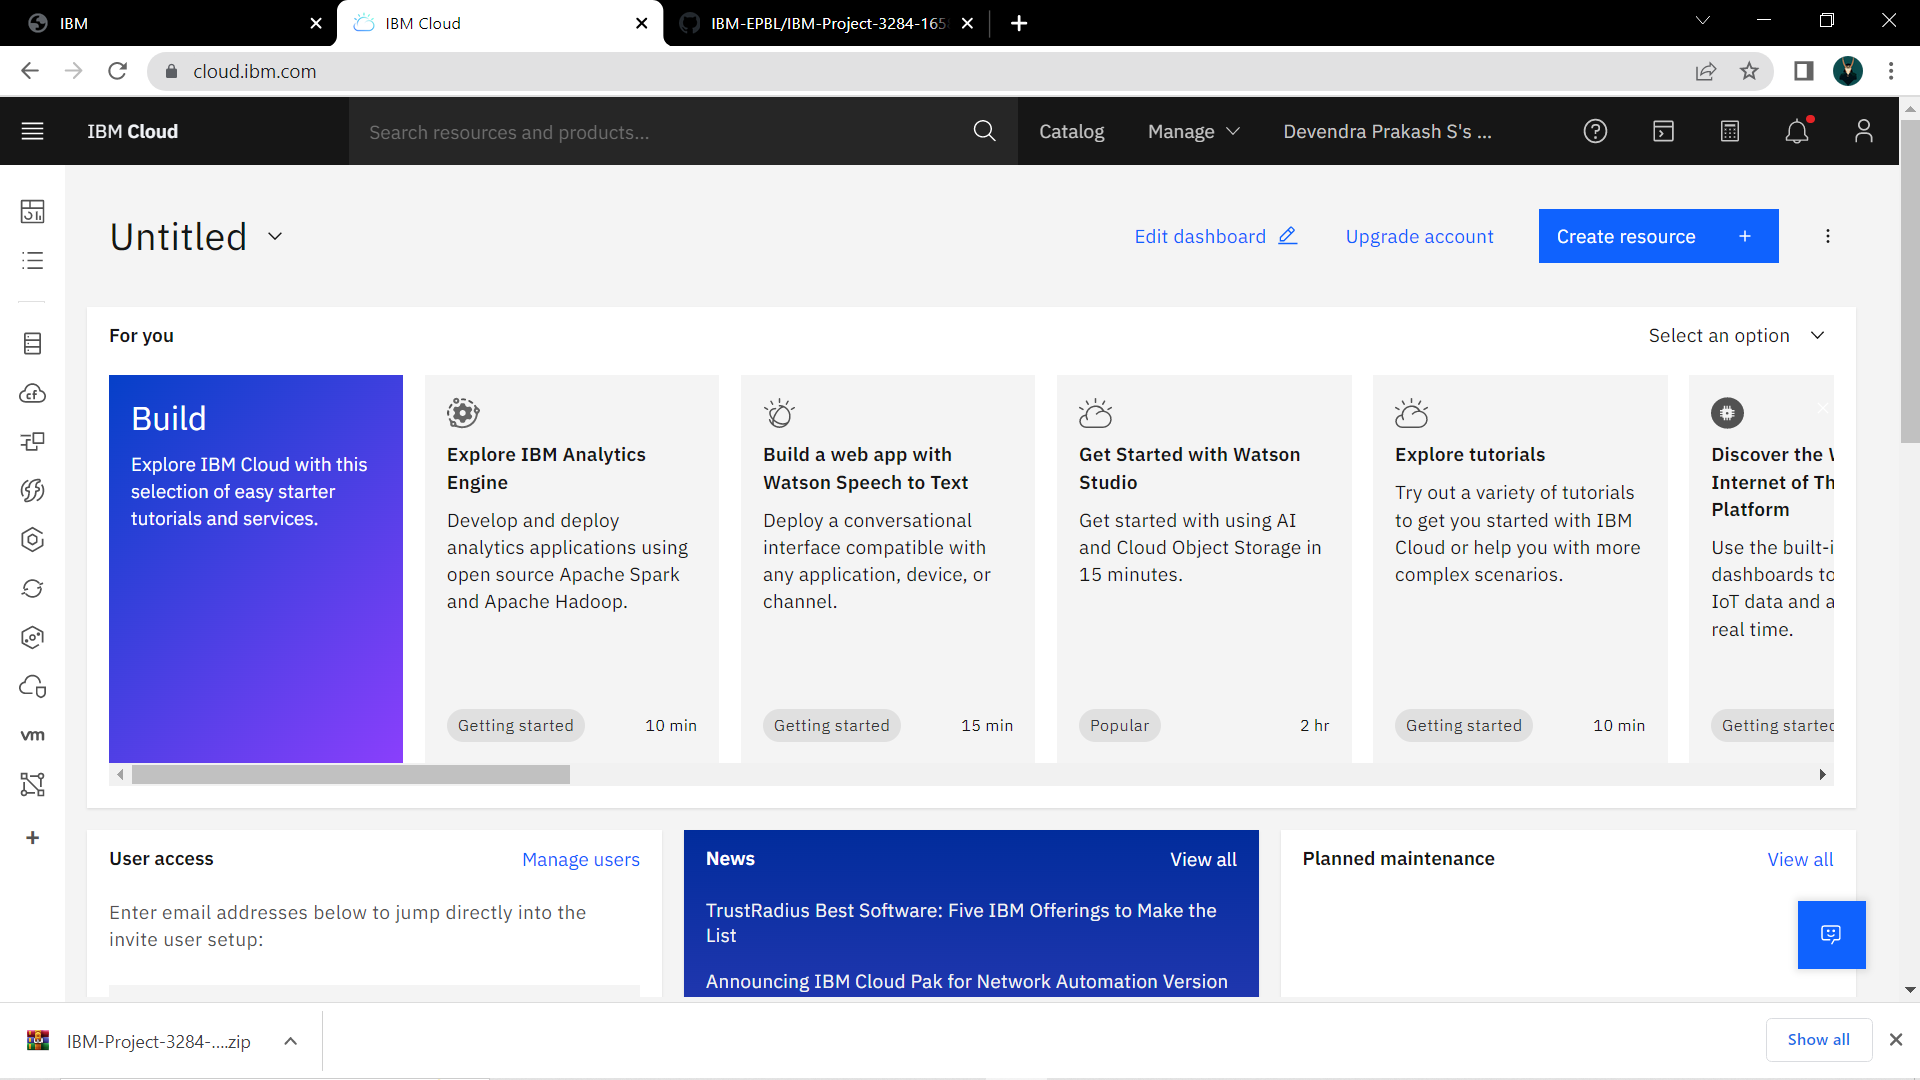 IBM
IBM Cloud
IBM-EPBL/IBM-Project-3284-165
cloud.ibm.com
IBM Cloud
Search resources and products...
Catalog
Manage
Devendra Prakash S's ...
Untitled
Edit dashboard
Upgrade account
Create resource +
For you
Select an option
Build
Explore IBM Cloud with this
selection of easy starter
tutorials and services.
Explore IBM Analytics
Engine
Develop and deploy
analytics applications using
open source Apache Spark
and Apache Hadoop.
Getting started
10 min
Build a web app with
Watson Speech to Text
Deploy a conversational
interface compatible with
any application, device, or
channel.
Getting started
15 min
Get Started with Watson
Studio
Get started with using AI
and Cloud Object Storage in
15 minutes.
Popular
2 hr
Explore tutorials
Try out a variety of tutorials
to get you started with IBM
Cloud or help you with more
complex scenarios.
Getting started
10 min
Discover the
Internet of Th
Platform
Use the built-i
dashboards to
IoT data and a
real time.
Getting started
cf
vm
User access
Manage users
Enter email addresses below to jump directly into the
invite user setup:
News
View all
TrustRadius Best Software: Five IBM Offerings to Make the
List
Announcing IBM Cloud Pak for Network Automation Version
Planned maintenance
View all
IBM-Project-3284-....zip
Show all